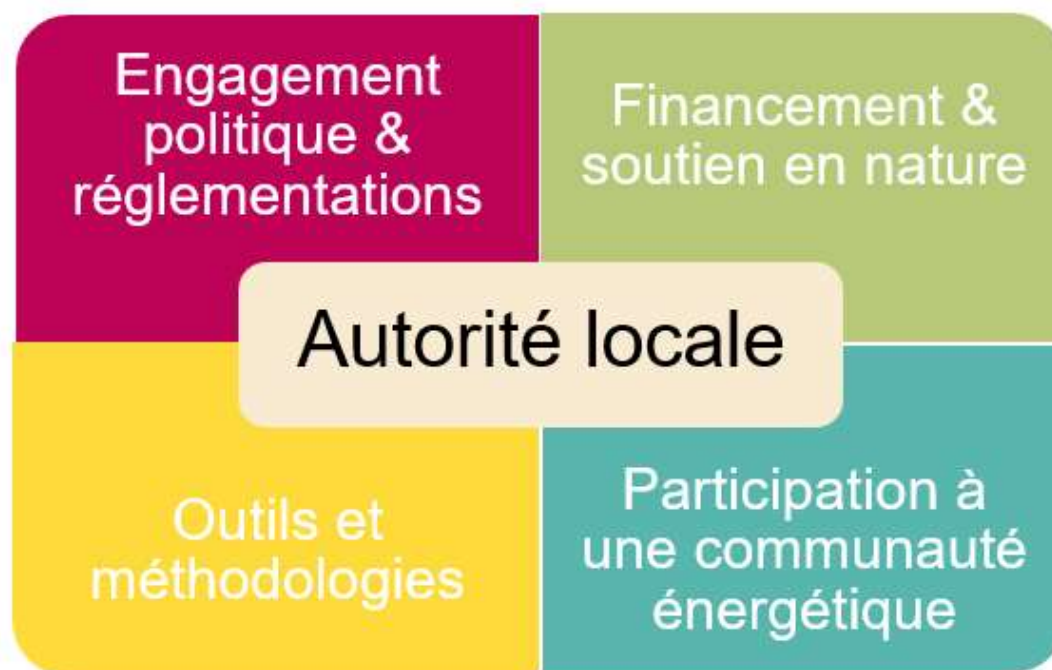 Engagement
politique &
réglementations
Financement &
soutien en nature
Autorité locale
Outils et
méthodologies
Participation à
une communauté
énergétique